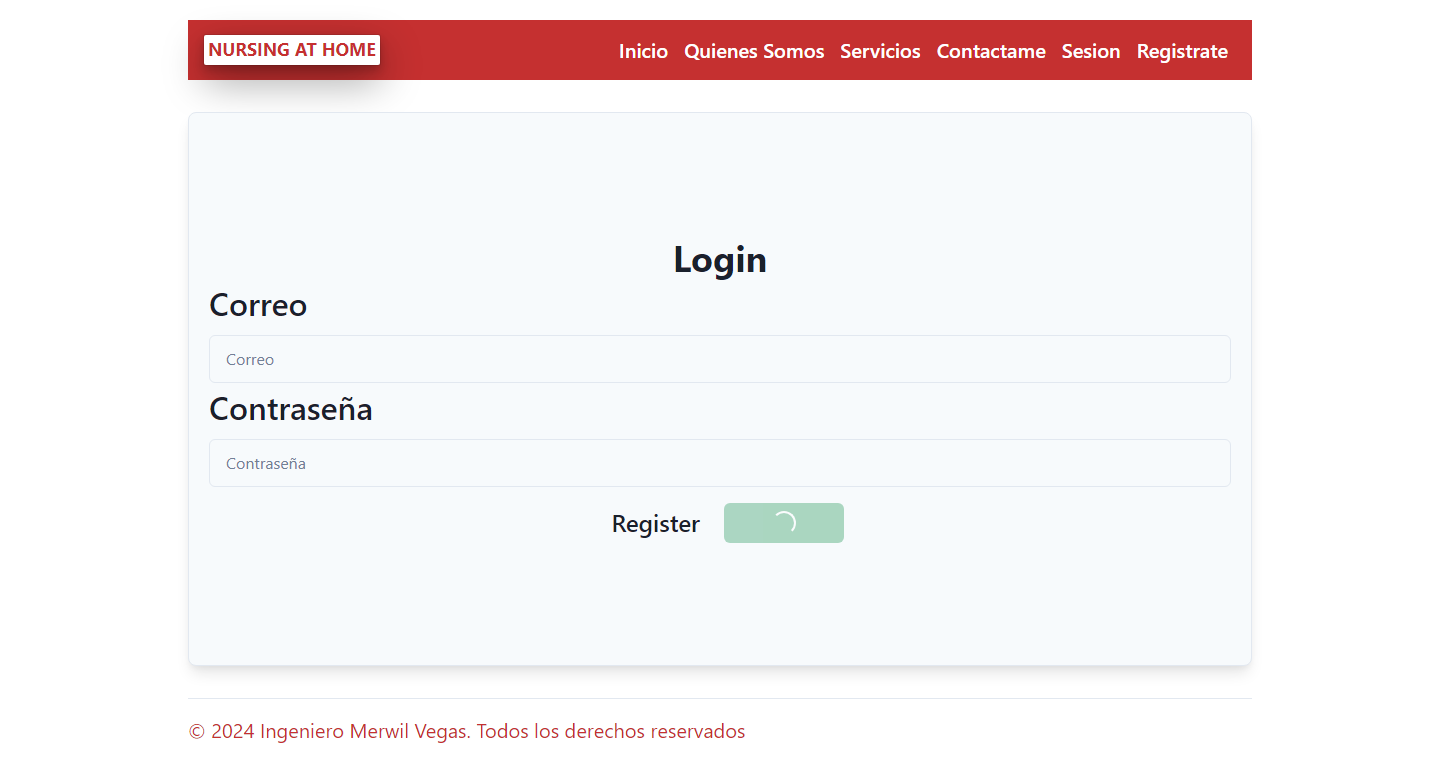 NURSING AT HOME Inicio Quienes Somos Servicios Contactame Sesion Registrate
Login
Correo
Correo
Contraseña
Contraseña
Register
© 2024 Ingeniero Merwil Vegas. Todos los derechos reservados